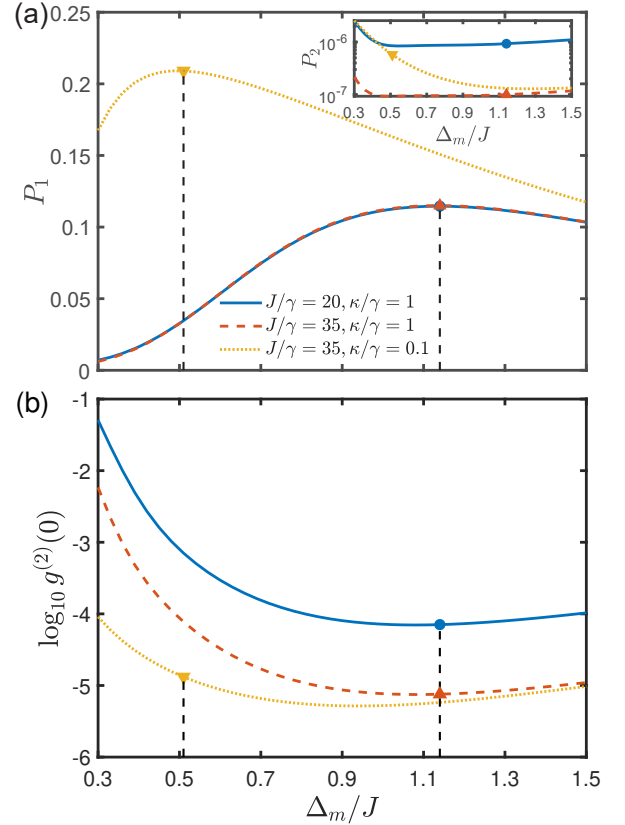 (a)
0.25
0.2
0.15
0.1
0.05
0
P₁
10⁻⁶
10⁻⁷
P₂
0.3 0.5 0.7 0.9 1.1 1.3 1.5
Δₘ/J
J/γ = 20, κ/γ = 1
J/γ = 35, κ/γ = 1
J/γ = 35, κ/γ = 0.1
(b)
-1
-2
-3
-4
-5
-6
log₁₀ g⁽²⁾(0)
0.3 0.5 0.7 0.9 1.1 1.3 1.5
Δₘ/J